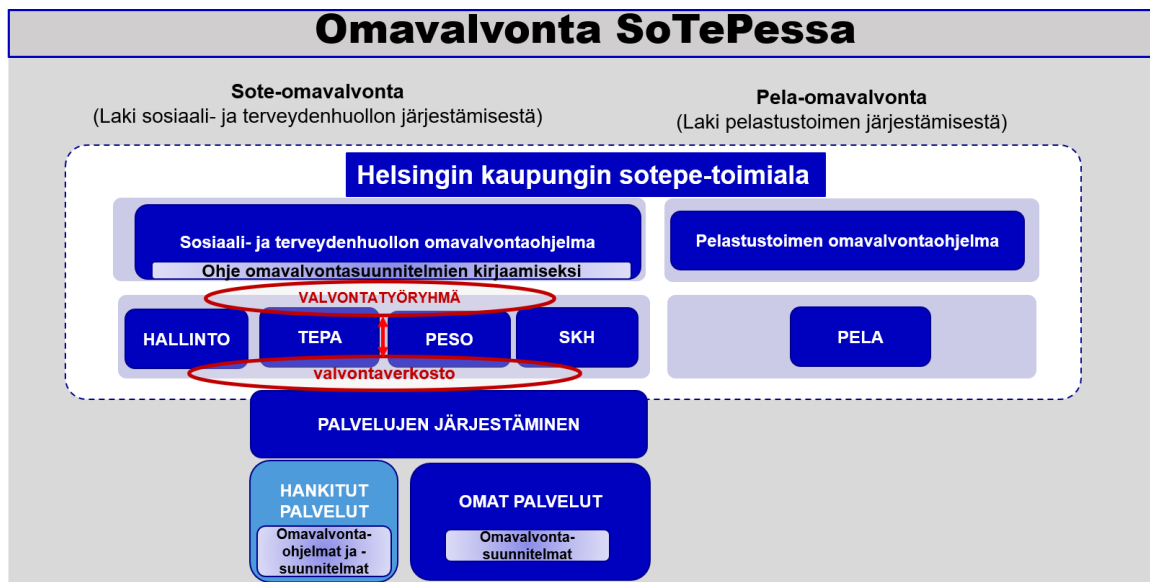 Omavalvonta SoTePessa
Sote-omavalvonta
(Laki sosiaali- ja terveydenhuollon järjestämisestä)
Pela-omavalvonta
(Laki pelastustoimen järjestämisestä)
Helsingin kaupungin sotepe-toimiala
Sosiaali- ja terveydenhuollon omavalvontaohjelma
Ohje omavalvontasuunnitelmien kirjaamiseksi
Pelastustoimen omavalvontaohjelma
VALVONTATYÖRYHMÄ
HALLINTO
TEPA
PESO
SKH
PELA
valvontaverkosto
PALVELUJEN JÄRJESTÄMINEN
HANKITUT
PALVELUT
Omavalvonta-
ohjelmat ja -
suunnitelmat
OMAT PALVELUT
Omavalvonta-
suunnitelmat